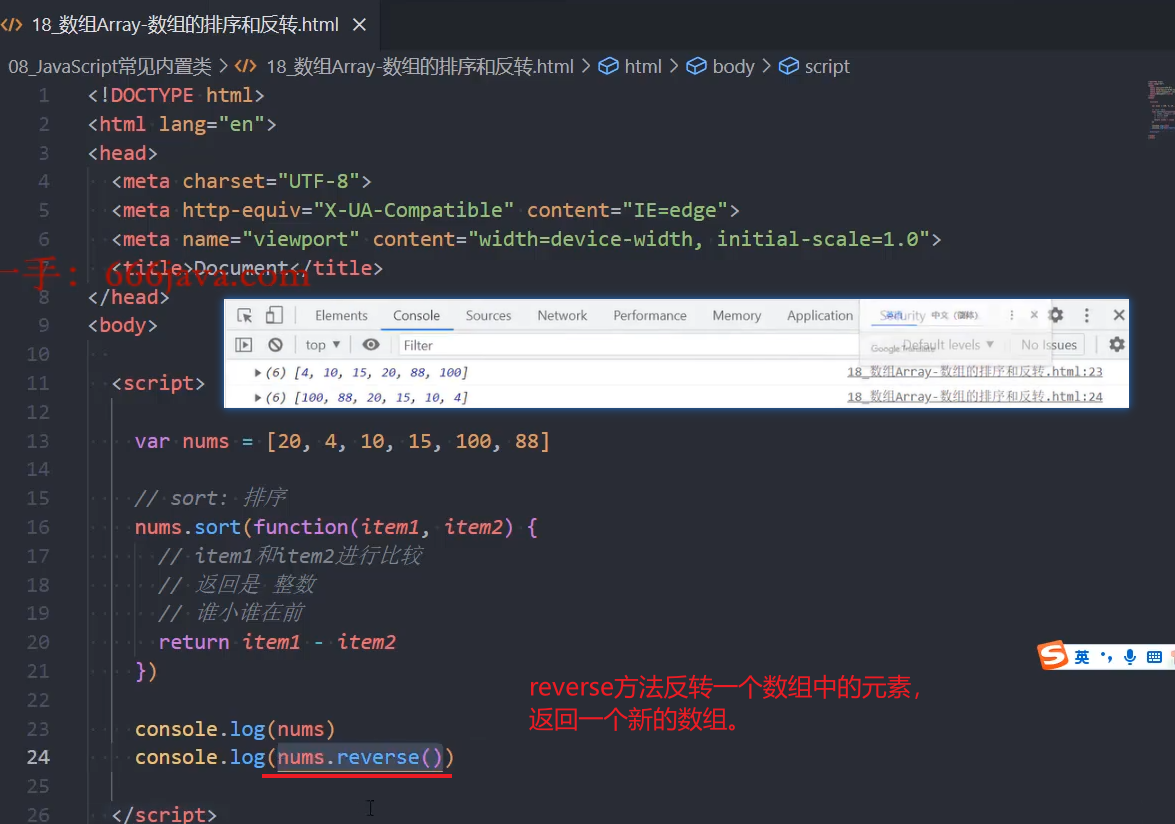 18_数组Array-数组的排序和反转.html
08_JavaScript常见内置类 > 18_数组Array-数组的排序和反转.html > html > body > script
1 <!DOCTYPE html>
2 <html lang="en">
3 <head>
4 <meta charset="UTF-8">
5 <meta http-equiv="X-UA-Compatible" content="IE=edge">
6 <meta name="viewport" content="width=device-width, initial-scale=1.0">
7 <title>Document</title>
一手：666java.com
8 </head>
9 <body>
Elements Console Sources Network Performance Memory Application Security 英语 中文（简体）
top Filter Google Translate Default levels No Issues
(6) [4, 10, 15, 20, 88, 100] 18_数组Array-数组的排序和反转.html:23
(6) [100, 88, 20, 15, 10, 4] 18_数组Array-数组的排序和反转.html:24
10
11 <script>
12
13 var nums = [20, 4, 10, 15, 100, 88]
14
15 // sort: 排序
16 nums.sort(function(item1, item2) {
17 // item1和item2进行比较
18 // 返回是 整数
19 // 谁小谁在前
20 return item1 - item2
21 })
S 英
reverse方法反转一个数组中的元素，
返回一个新的数组。
22
23 console.log(nums)
24 console.log(nums.reverse())
25
26 </script>